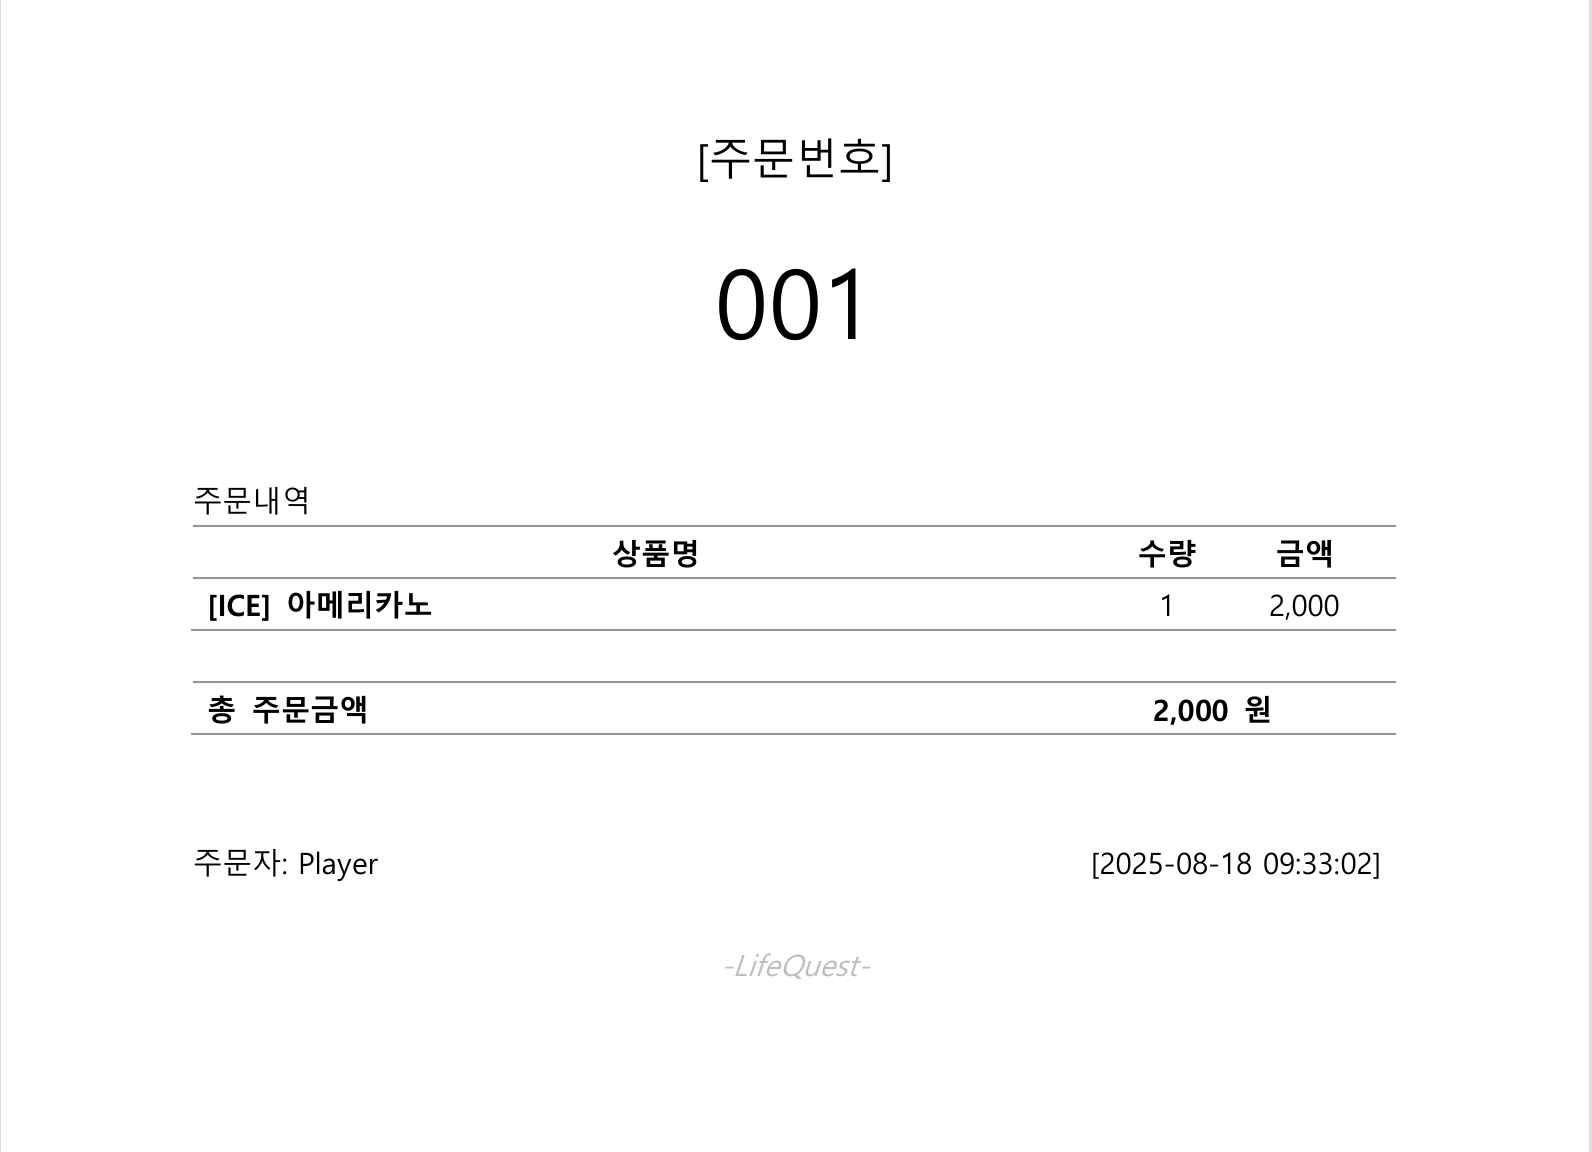 [주문번호]
001
주문내역
상품명 수량 금액
[ICE] 아메리카노 1 2,000
총 주문금액 2,000 원
주문자: Player [2025-08-18 09:33:02]
-LifeQuest-